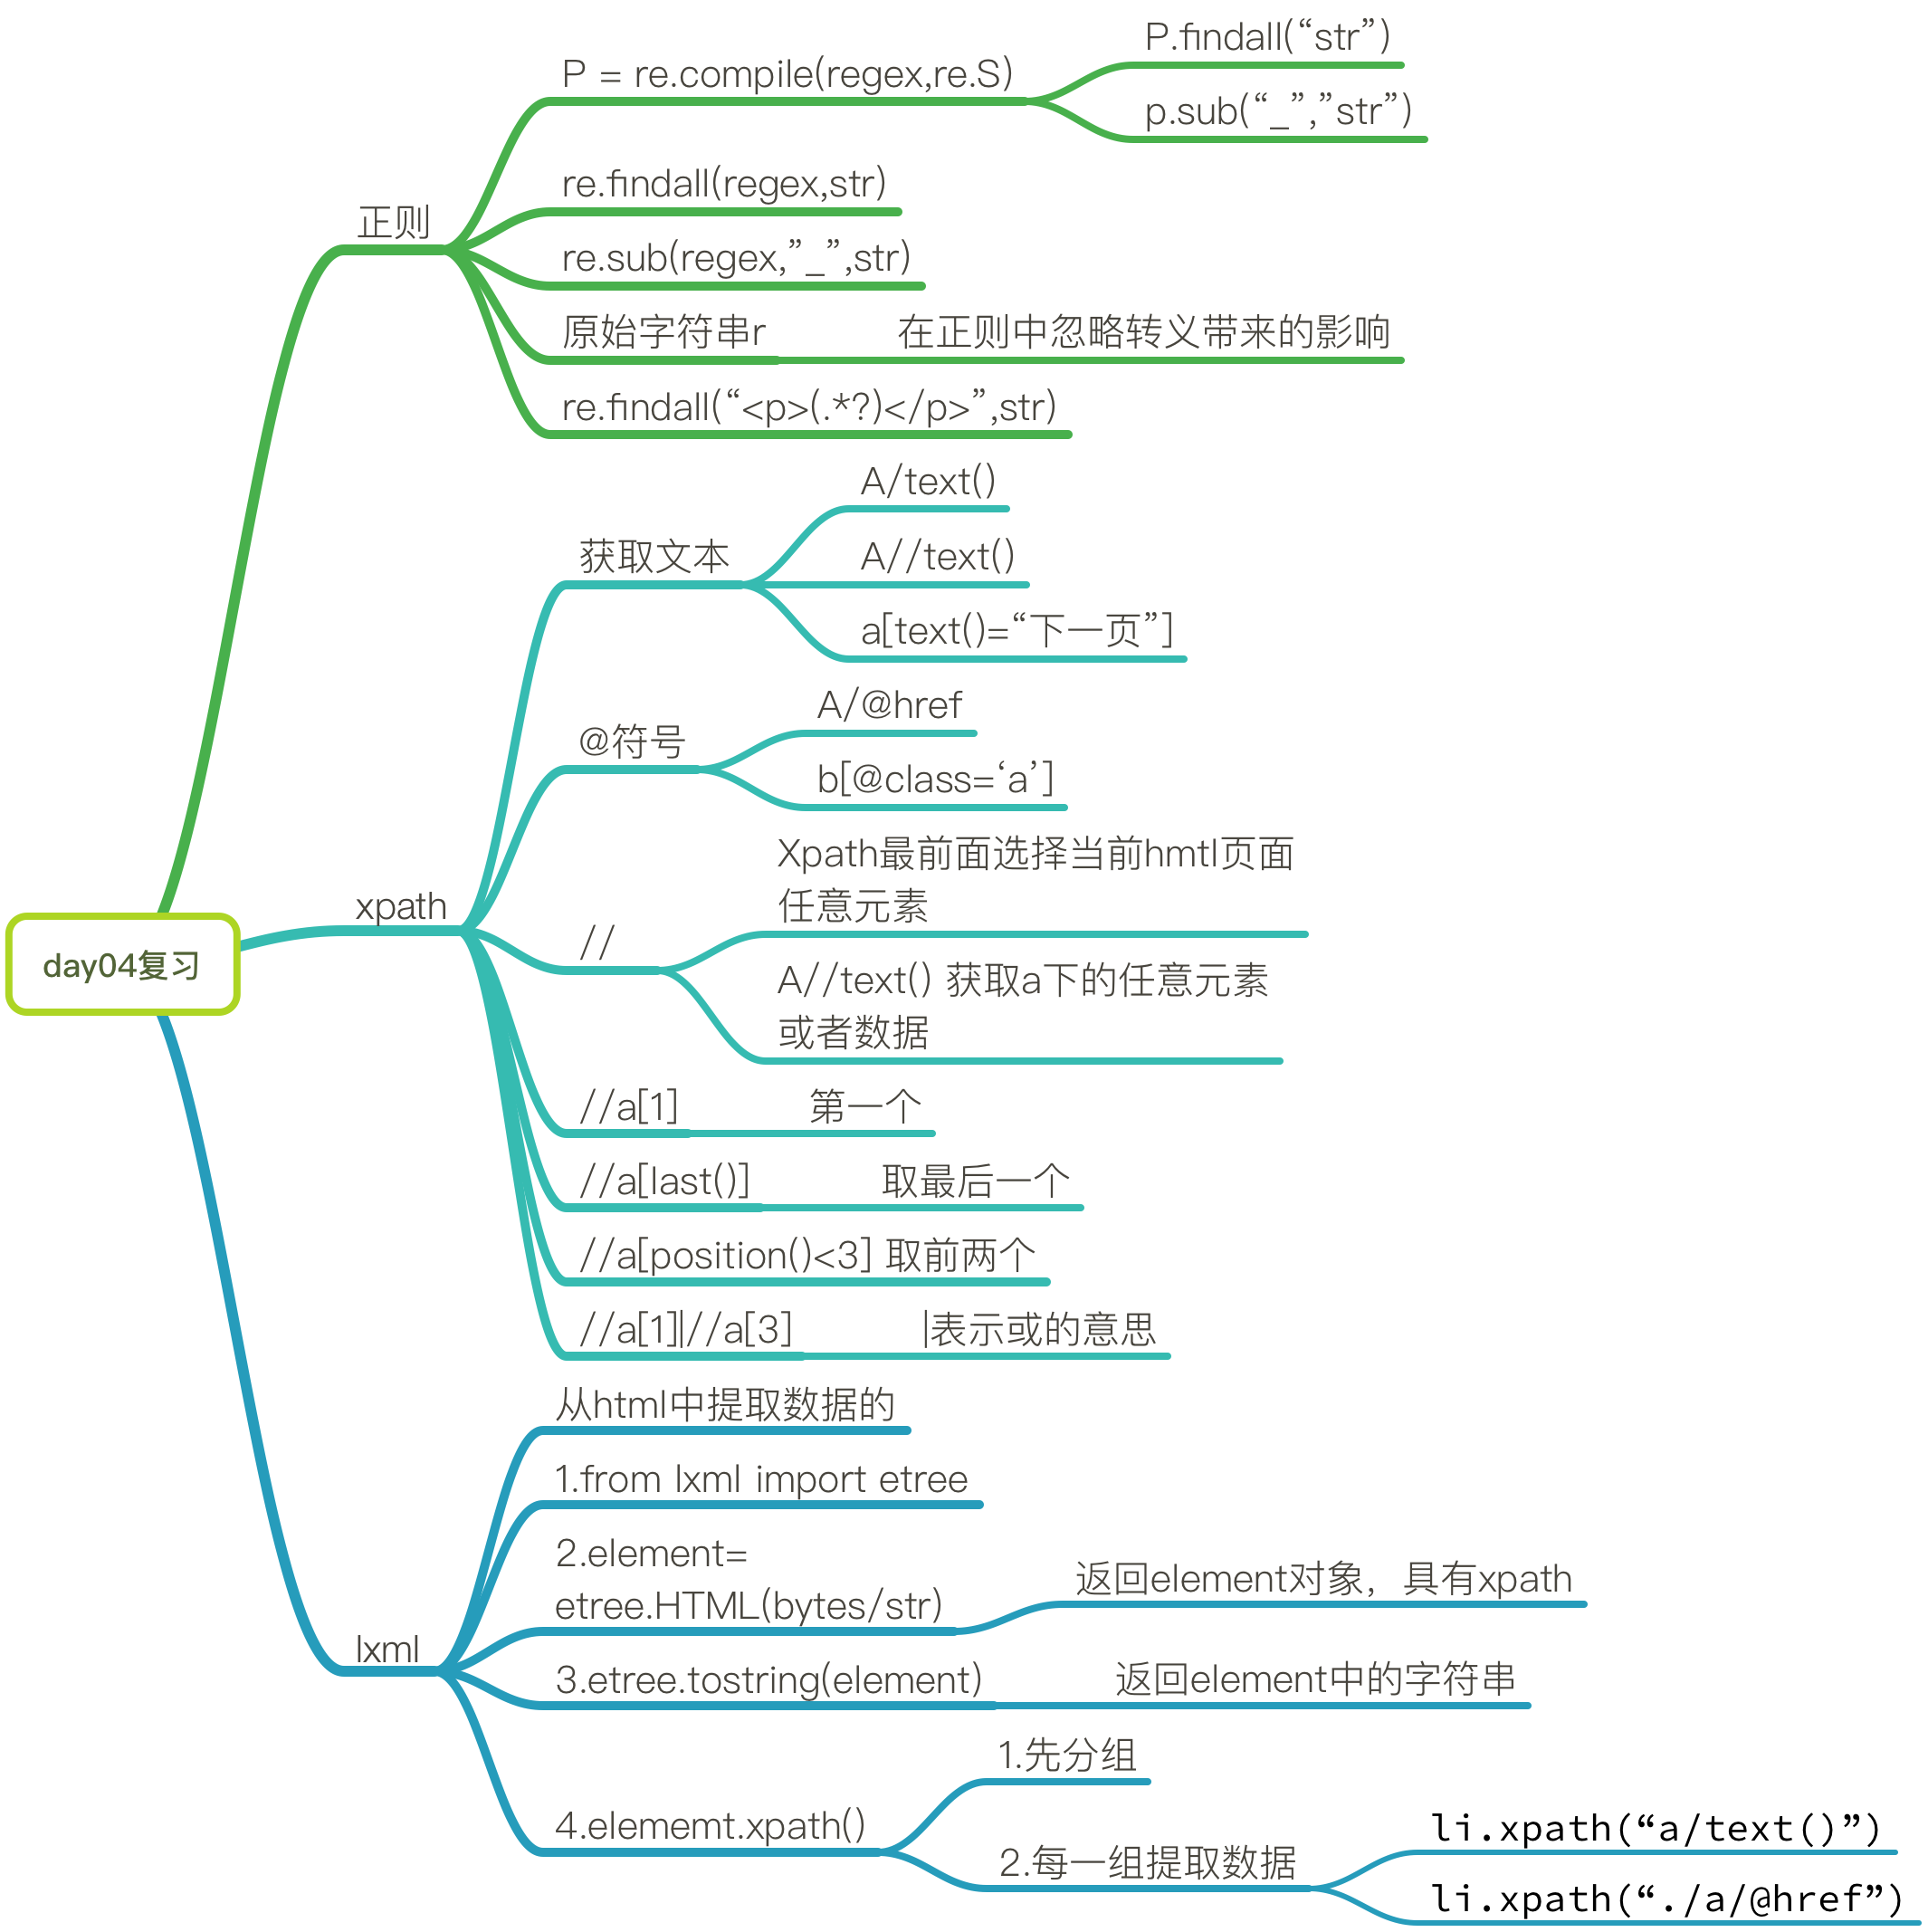 day04复习
正则
P = re.compile(regex,re.S)
P.findall(“str”)
p.sub(“_”,”str”)
re.findall(regex,str)
re.sub(regex,”_”,str)
原始字符串r
在正则中忽略转义带来的影响
re.findall(“<p>(.*?)</p>”,str)
xpath
获取文本
A/text()
A//text()
a[text()=“下一页”]
@符号
A/@href
b[@class=‘a’]
//
Xpath最前面选择当前hmtl页面
任意元素
A//text() 获取a下的任意元素
或者数据
//a[1]
第一个
//a[last()]
取最后一个
//a[position()<3] 取前两个
//a[1]|//a[3]
|表示或的意思
lxml
从html中提取数据的
1.from lxml import etree
2.element=
etree.HTML(bytes/str)
返回element对象，具有xpath
3.etree.tostring(element)
返回element中的字符串
4.elememt.xpath()
1.先分组
2.每一组提取数据
li.xpath(“a/text()”)
li.xpath(“./a/@href”)